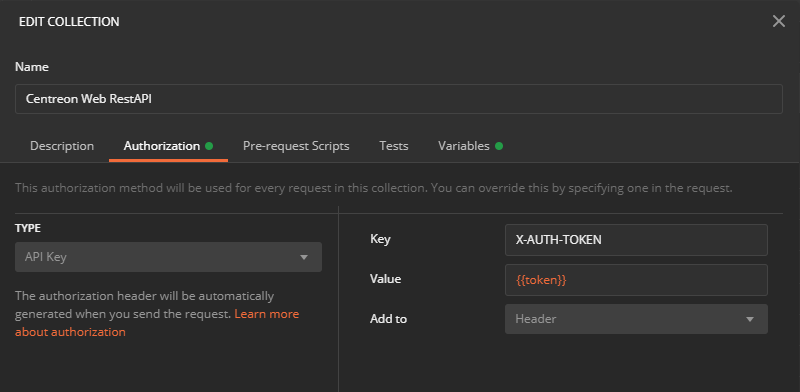 EDIT COLLECTION
Name
Centreon Web RestAPI
Description Authorization Pre-request Scripts Tests Variables
This authorization method will be used for every request in this collection. You can override this by specifying one in the request.
TYPE
API Key
The authorization header will be automatically
generated when you send the request. Learn more
about authorization
Key X-AUTH-TOKEN
Value {{token}}
Add to Header